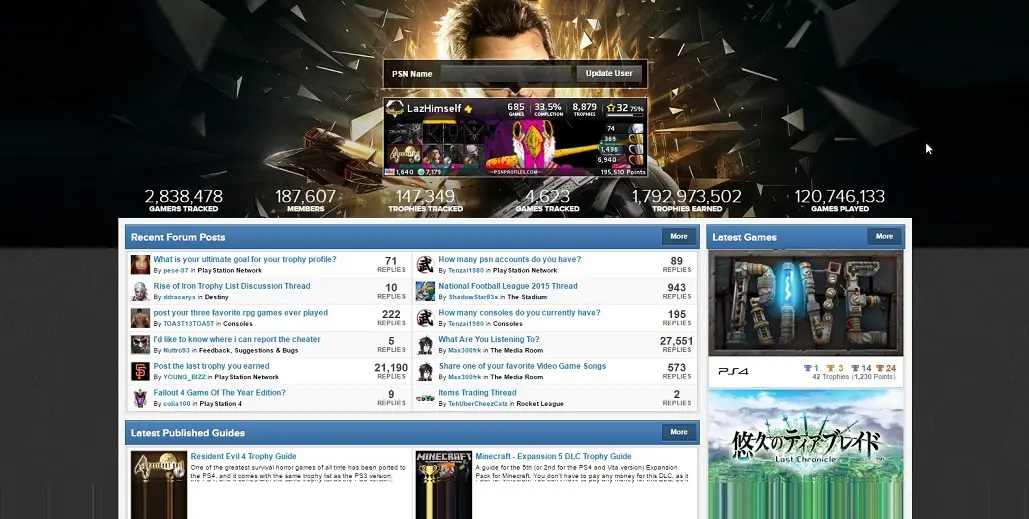 PSN Name
Update User
LazHimself
685 33.5% 8,879 32 75%
GAMES COMPLETION TROPHIES
74
369
1,496
6,940
1,640 7,179 PSNPROFILES.COM 195,510 Points
2,838,478 187,607 147,349 4,623 1,792,973,502 120,746,133
GAMERS TRACKED MEMBERS TROPHIES TRACKED GAMES TRACKED TROPHIES EARNED GAMES PLAYED
Recent Forum Posts More
What is your ultimate goal for your trophy profile? 71
By pese-97 in PlayStation Network REPLIES
How many psn accounts do you have? 89
By Tenzai1980 in PlayStation Network REPLIES
Rise of Iron Trophy List Discussion Thread 10
By ddracarys in Destiny REPLIES
National Football League 2015 Thread 943
By ShadowStar83x in The Stadium REPLIES
post your three favorite rpg games ever played 222
By TOAST13TOAST in Consoles REPLIES
How many consoles do you currently have? 195
By Tenzai1980 in Consoles REPLIES
I'd like to know where i can report the cheater 5
By Nuttro93 in Feedback, Suggestions & Bugs REPLIES
What Are You Listening To? 27,551
By Max300frk in The Media Room REPLIES
Post the last trophy you earned 21,190
By YOUNG_BIZZ in PlayStation Network REPLIES
Share one of your favorite Video Game Songs 573
By Max300frk in The Media Room REPLIES
Fallout 4 Game Of The Year Edition? 9
By colia100 in PlayStation 4 REPLIES
Items Trading Thread 2
By TehUberCheezCatz in Rocket League REPLIES
Latest Games More
PS4
1 3 14 24
42 Trophies (1,230 Points)
悠久のティアブレイド
Lost Chronicle
Latest Published Guides More
Resident Evil 4 Trophy Guide
One of the greatest survival horror games of all time has been ported to
the PS4, and it comes with the same trophy list as the PS3 version,
MINECRAFT
Minecraft - Expansion 5 DLC Trophy Guide
A guide for the 5th (or 2nd for the PS4 and Vita version) Expansion
Pack for Minecraft. You don't have to pay any money for this DLC, as it